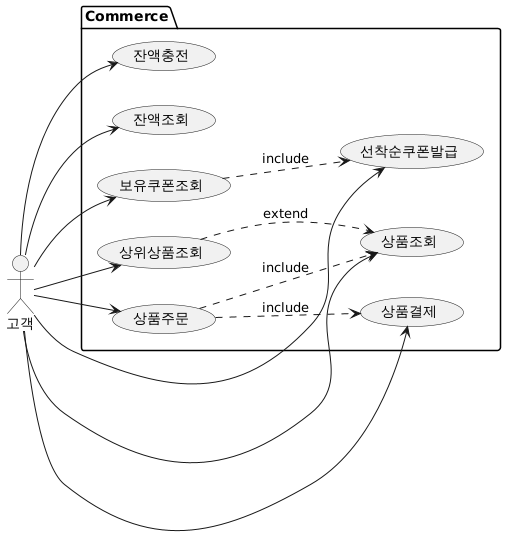 Commerce
잔액충전
잔액조회
보유쿠폰조회
include
선착순쿠폰발급
상위상품조회
extend
상품조회
include
상품주문
include
상품결제
고객